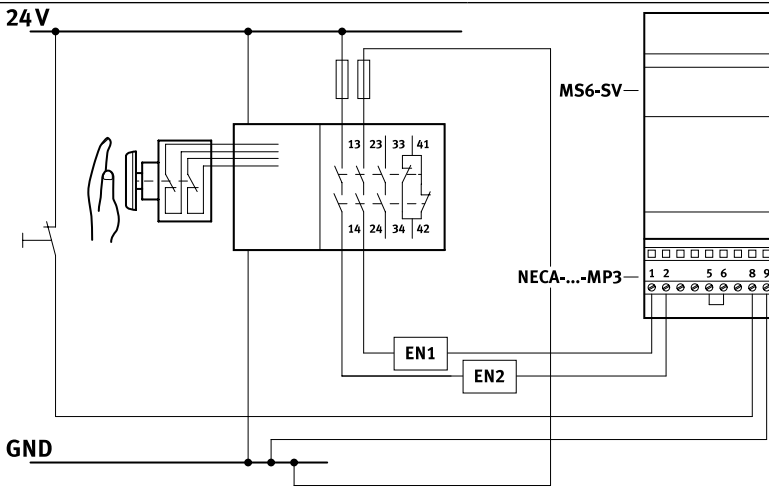 24 V
MS6-SV
13 23 33 41
14 24 34 42
NECA-...-MP3
1 2 5 6 8 9
EN1
EN2
GND